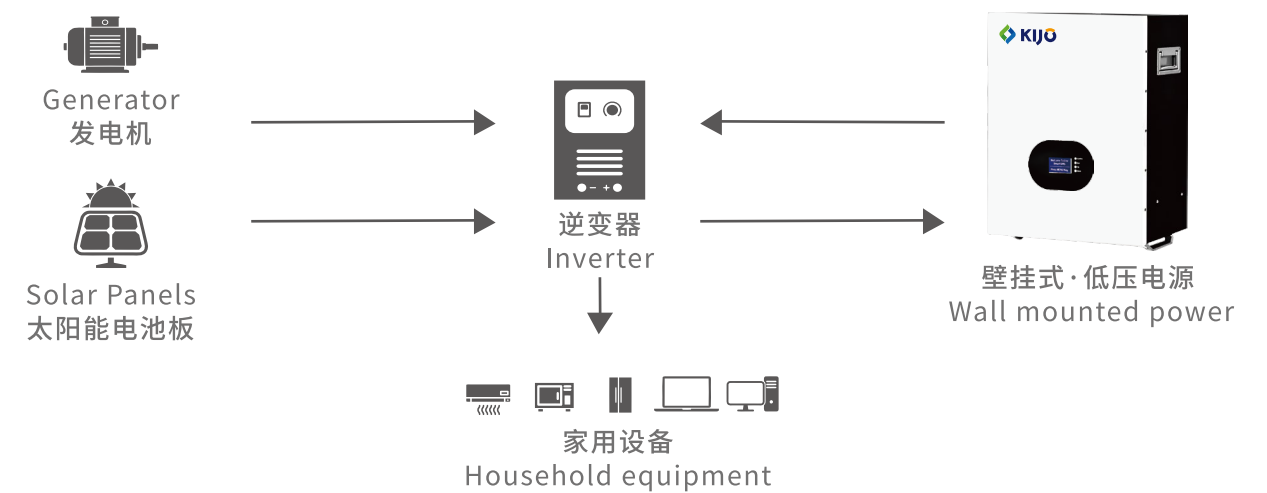 Generator
发电机
Solar Panels
太阳能电池板
逆变器
Inverter
KIJO
壁挂式·低压电源
Wall mounted power
家用设备
Household equipment